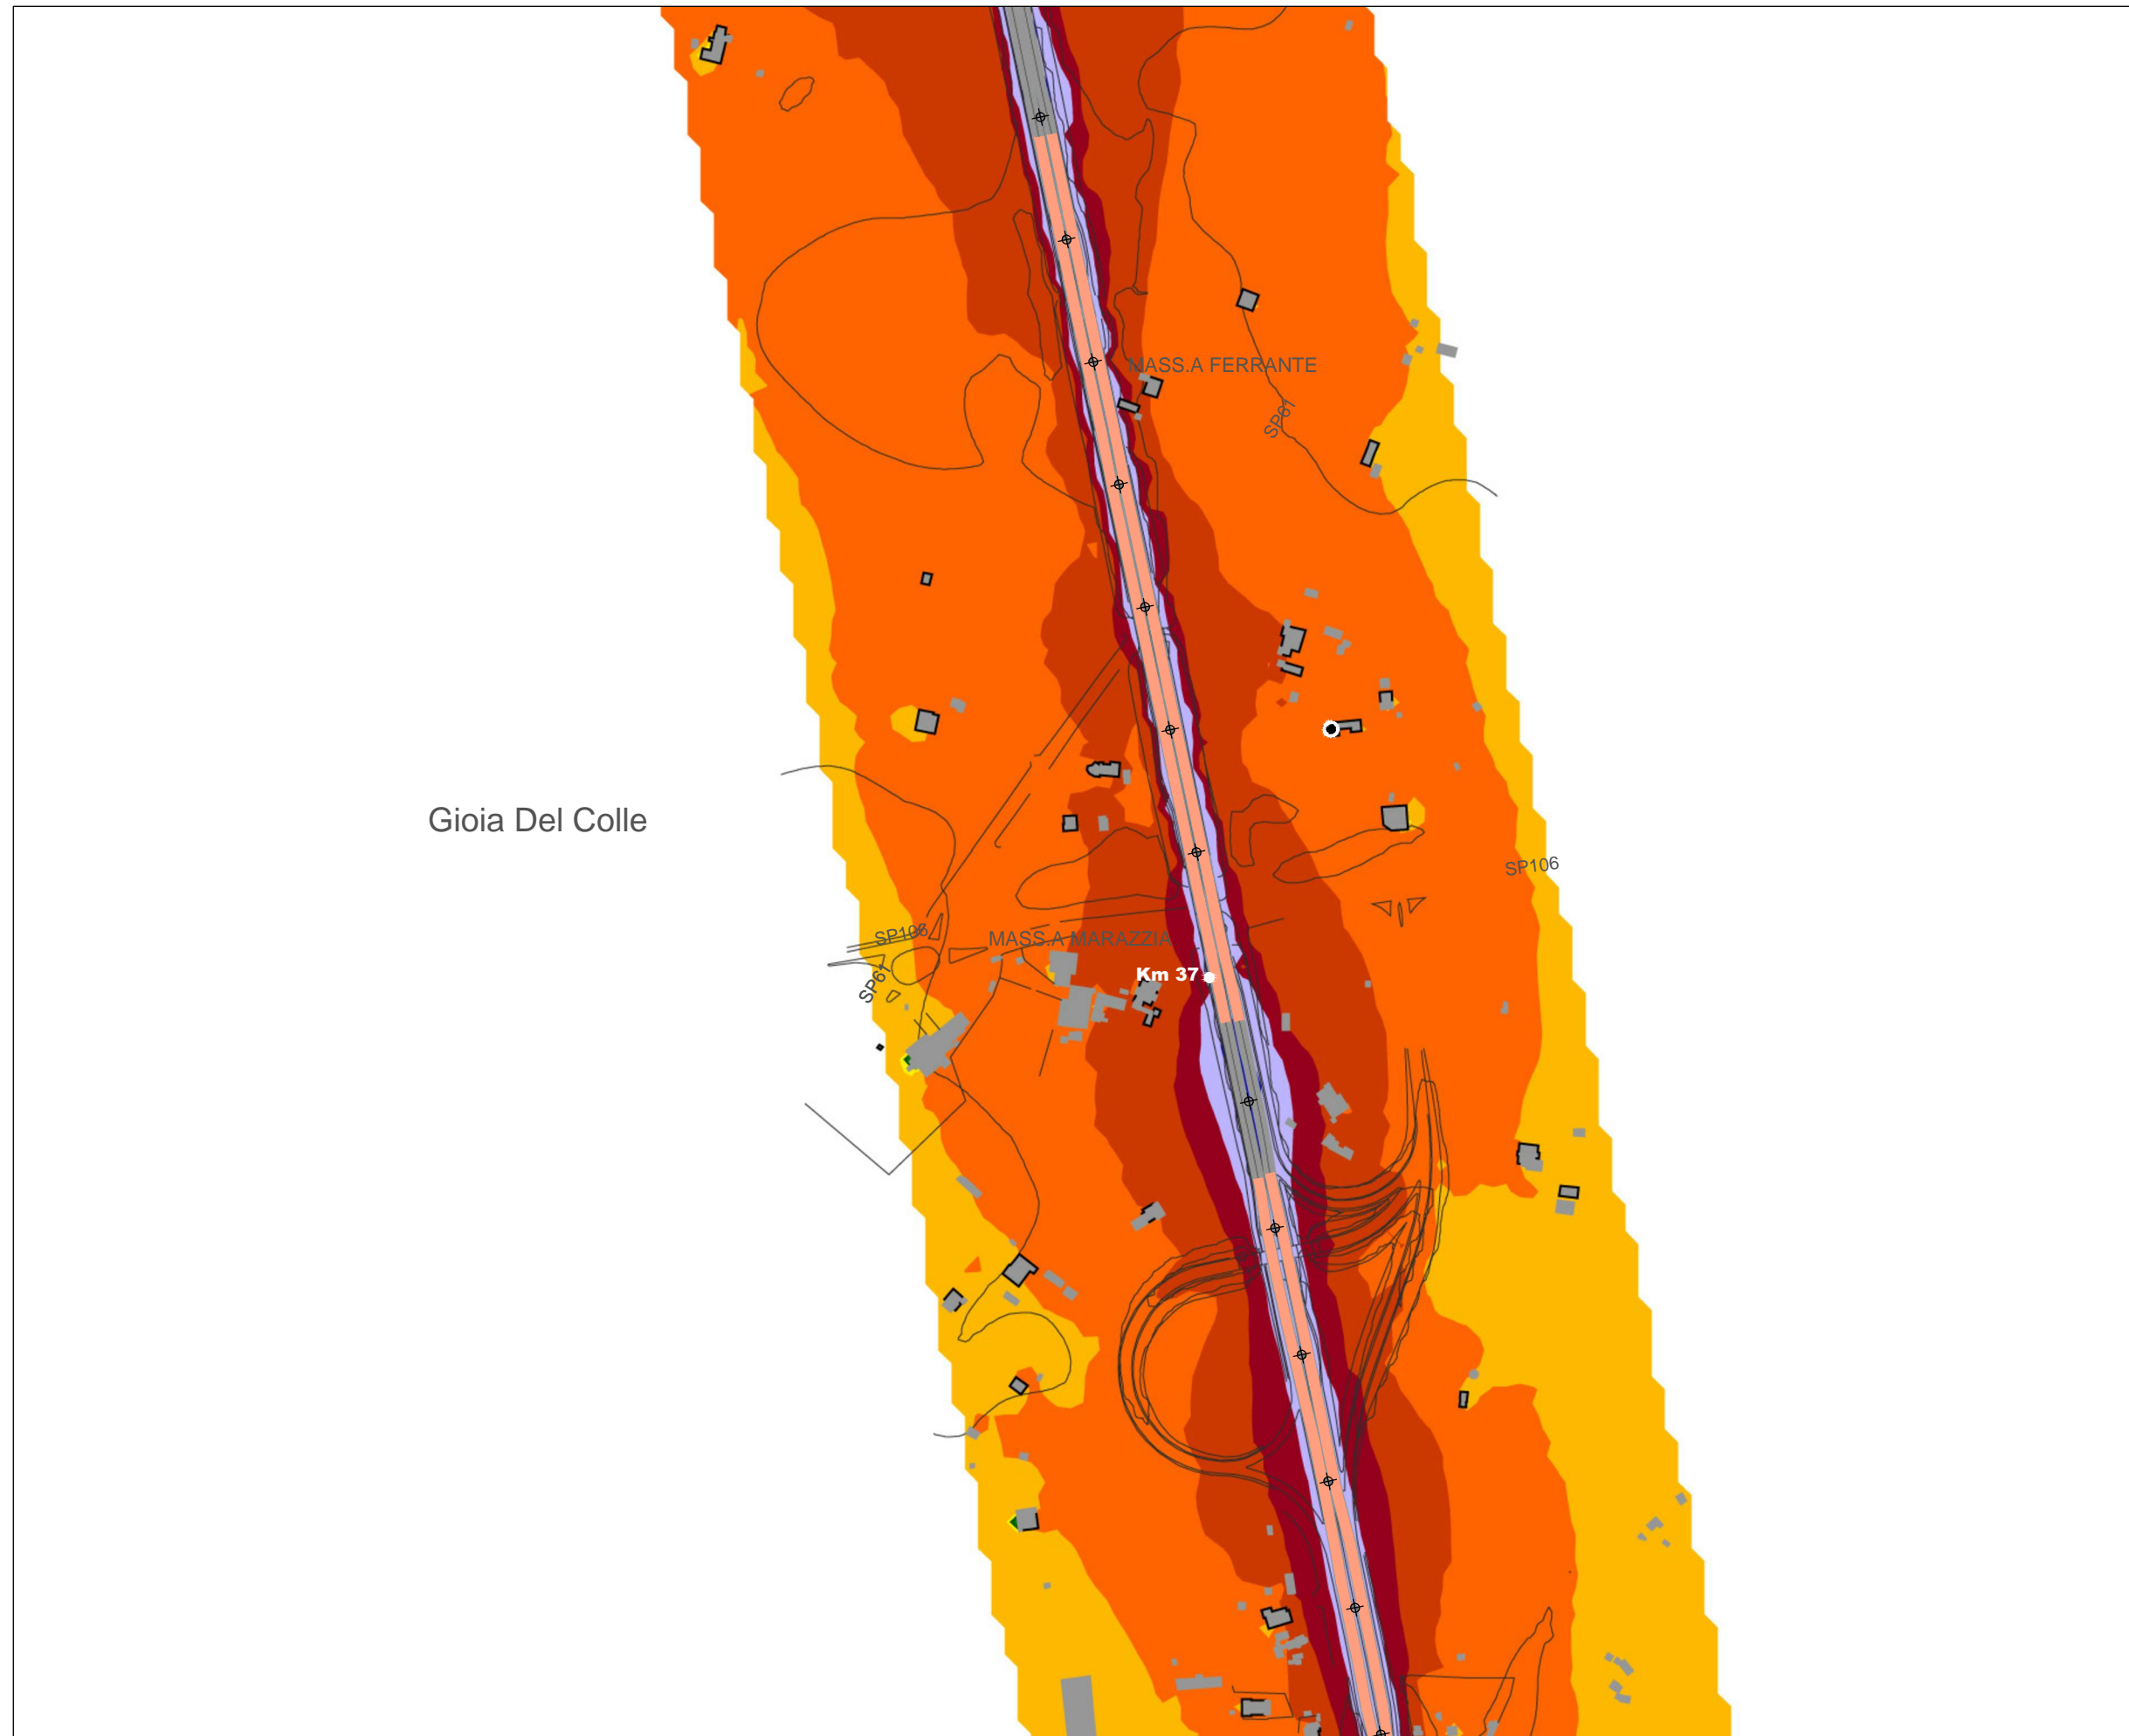 MASS.A FERRANTE
SP61
Gioia Del Colle
SP106
SP106
MASS.A MARAZZIA
Km 37
SP61